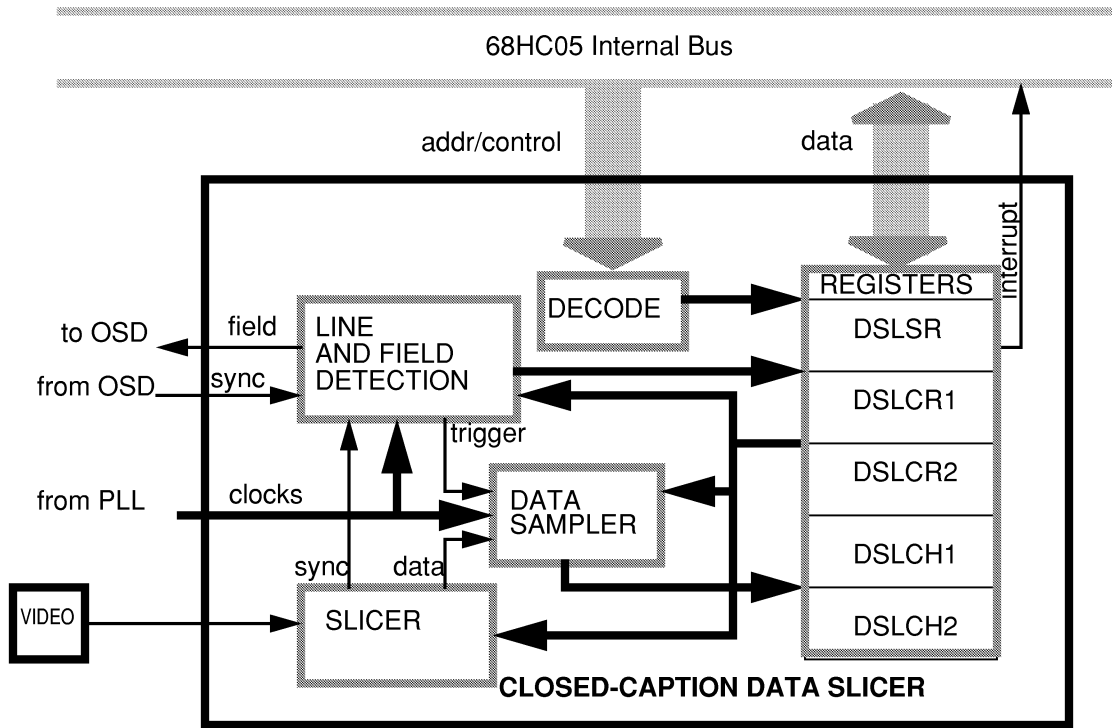 68HC05 Internal Bus
addr/control
data
interrupt
REGISTERS
DECODE
DSLSR
to OSD
field
LINE
AND FIELD
DETECTION
from OSD
sync
DSLCR1
trigger
from PLL
clocks
DATA
SAMPLER
DSLCR2
sync
data
DSLCH1
VIDEO
SLICER
DSLCH2
CLOSED-CAPTION DATA SLICER